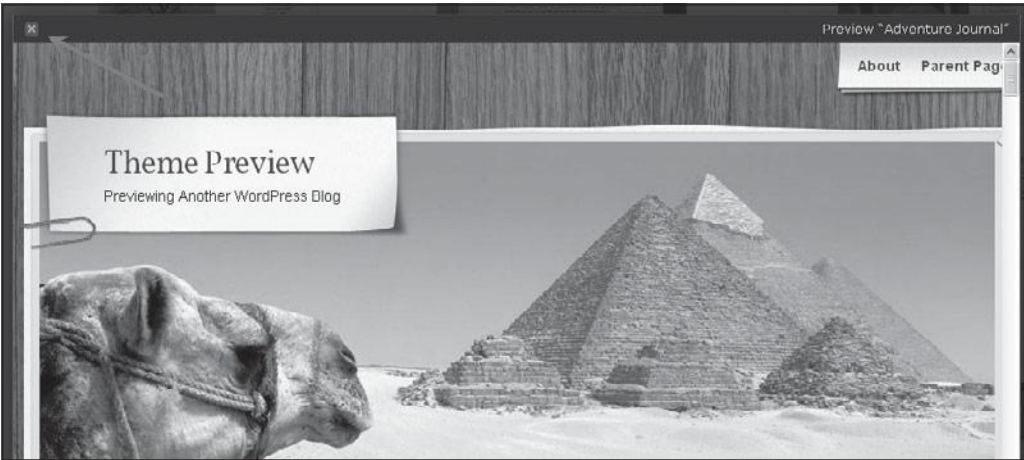 Preview "Adventure Journal"
About Parent Pag
Theme Preview
Previewing Another WordPress Blog